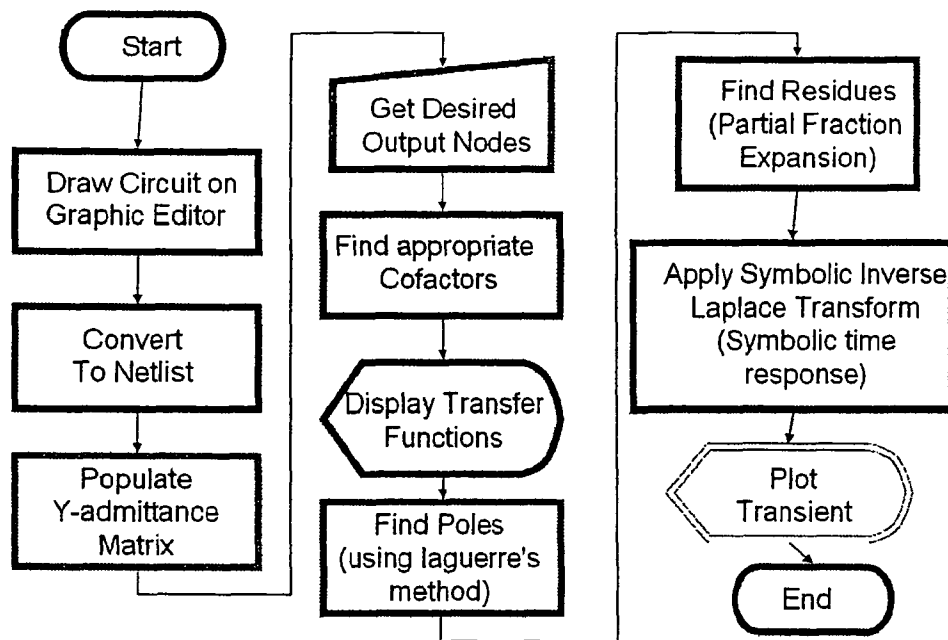 Start
Draw Circuit on
Graphic Editor
Convert
To Netlist
Populate
Y-admittance
Matrix
Get Desired
Output Nodes
Find appropriate
Cofactors
Display Transfer
Functions
Find Poles
(using laguerre's
method)
Find Residues
(Partial Fraction
Expansion)
Apply Symbolic Inverse
Laplace Transform
(Symbolic time
response)
Plot
Transient
End